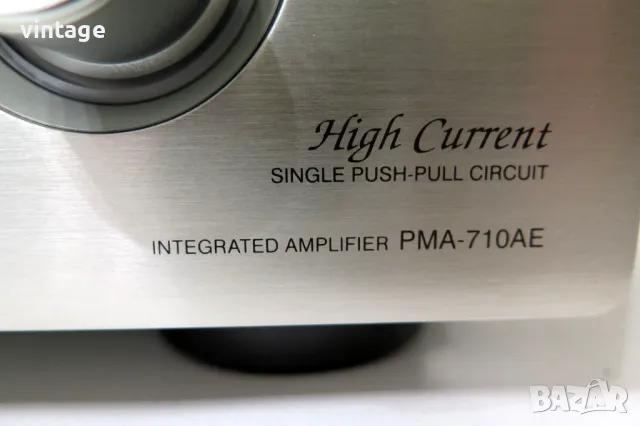 vintage
High Current
SINGLE PUSH-PULL CIRCUIT
INTEGRATED AMPLIFIER PMA-710AE
BAZAR